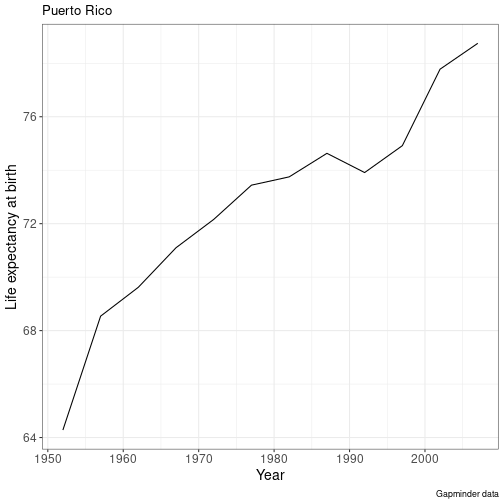 Puerto Rico
Life expectancy at birth
76
72
68
64
1950 1960 1970 1980 1990 2000
Year
Gapminder data